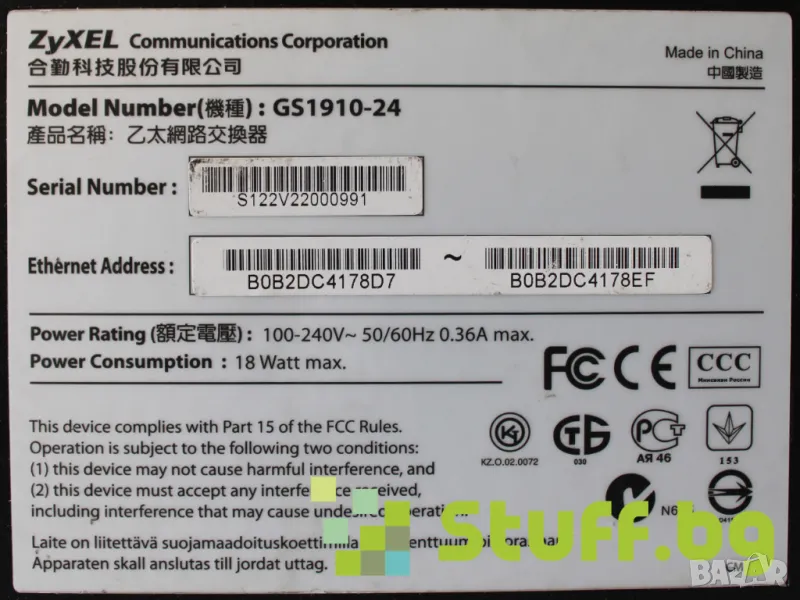 ZyXEL Communications Corporation
合勤科技股份有限公司
Made in China
中國製造
Model Number(機種) : GS1910-24
產品名稱: 乙太網路交換器
Serial Number :
S122V22000991
Ethernet Address :
B0B2DC4178D7 ~ B0B2DC4178EF
Power Rating (額定電壓) : 100-240V~ 50/60Hz 0.36A max.
Power Consumption : 18 Watt max.
FC CE CCC
This device complies with Part 15 of the FCC Rules.
Operation is subject to the following two conditions:
(1) this device may not cause harmful interference, and
(2) this device must accept any interference received,
including interference that may cause undesired operation.
KZ.O.02.0072
030
АЯ 46
153
Laite on liitettävä suojamaadoituskoettimilla
Apparaten skall anslutas till jordat uttag.
Stuff.bg
BAZAR